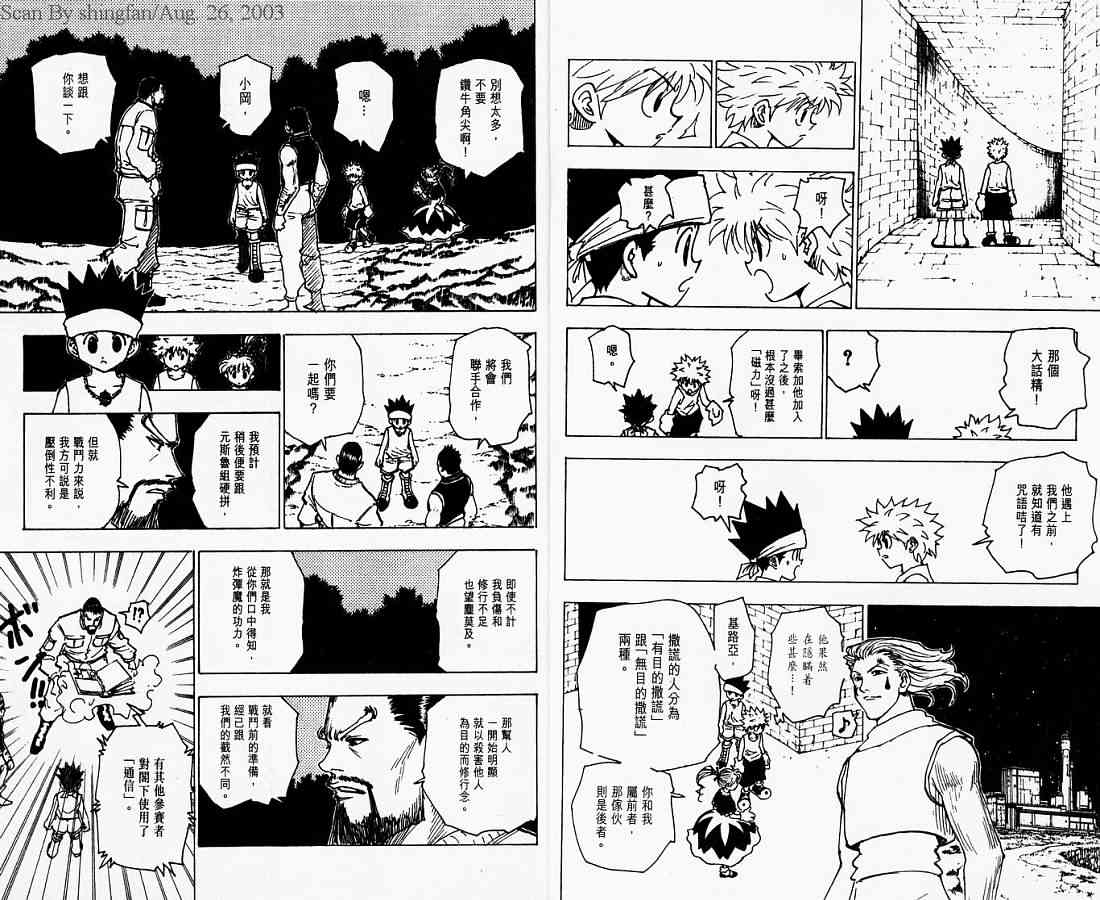 Scan By shingfan/Aug. 26, 2003
呀!
甚麼?
那個
大話精!
?
畢索加他加入
了之後,
根本沒過甚麼
「磁力」呀!
嗯。
他遇上
我們之前,
就知道有
咒語咭了!
呀!
他果然
在隱瞞着
些甚麼…!
♪
基路亞,
撒謊的人分為
「有目的撒謊」
跟「無目的撒謊」
兩種。
你和我
屬前者,
那傢伙
則是後者。
別想太多,
不要
鑽牛角尖啊!
嗯…
小岡,
想跟
你談一下。
我們
將會
聯手合作,
你們要
一起嗎?
我預計
稍後便要跟
元斯魯組硬拼,
但就
戰鬥力來說,
我方可說是
壓倒性不利。
即使不計
我負傷和
修行不足
也望塵莫及。
那就是我
從你們口中得知,
炸彈魔的功力。
那幫人
一開始明顯
就以殺害他人
為目的而修行念。
就看
戰鬥前的準備,
經已跟
我們的截然不同。
!?
ボンッ
有其他參賽者
對閣下使用了
「通信」。